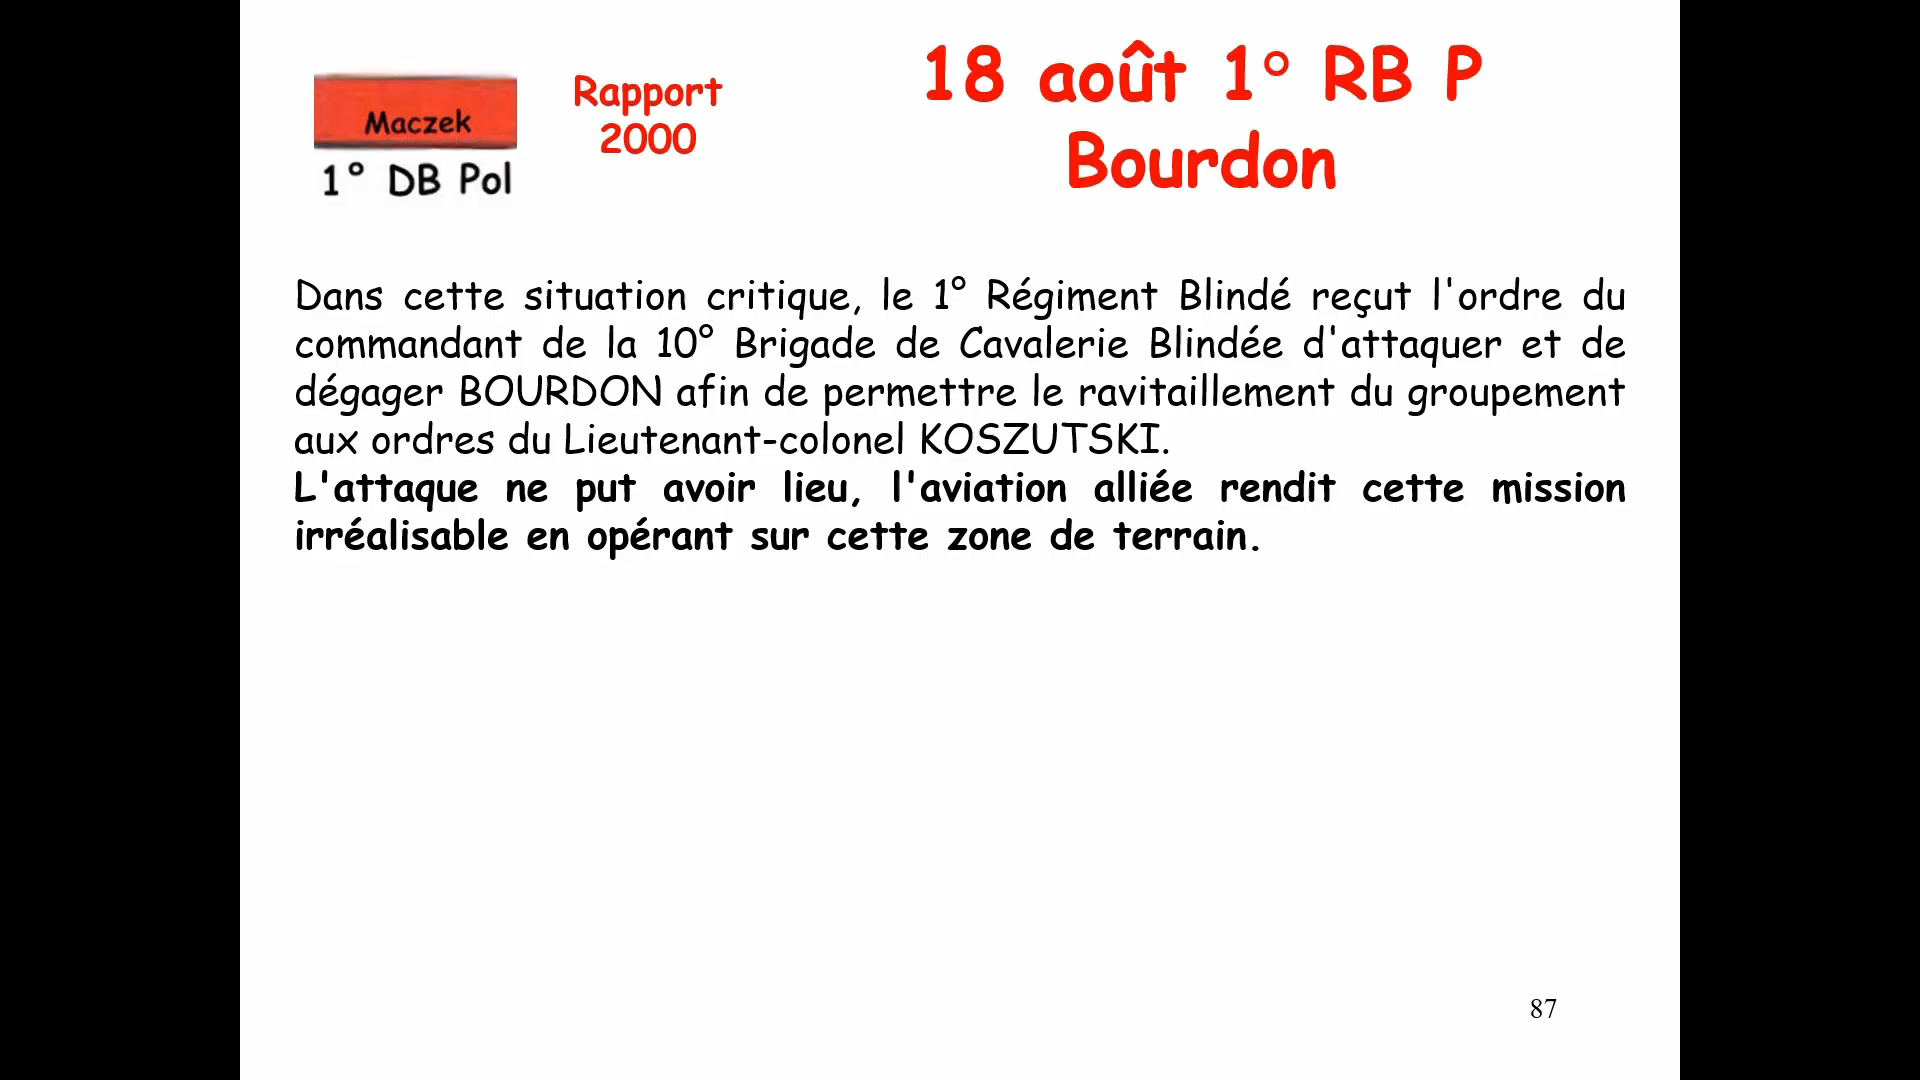 Maczek
1° DB Pol
Rapport
2000
18 août 1° RB P
Bourdon
Dans cette situation critique, le 1° Régiment Blindé reçut l'ordre du
commandant de la 10° Brigade de Cavalerie Blindée d'attaquer et de
dégager BOURDON afin de permettre le ravitaillement du groupement
aux ordres du Lieutenant-colonel KOSZUTSKI.
L'attaque ne put avoir lieu, l'aviation alliée rendit cette mission
irréalisable en opérant sur cette zone de terrain.
87